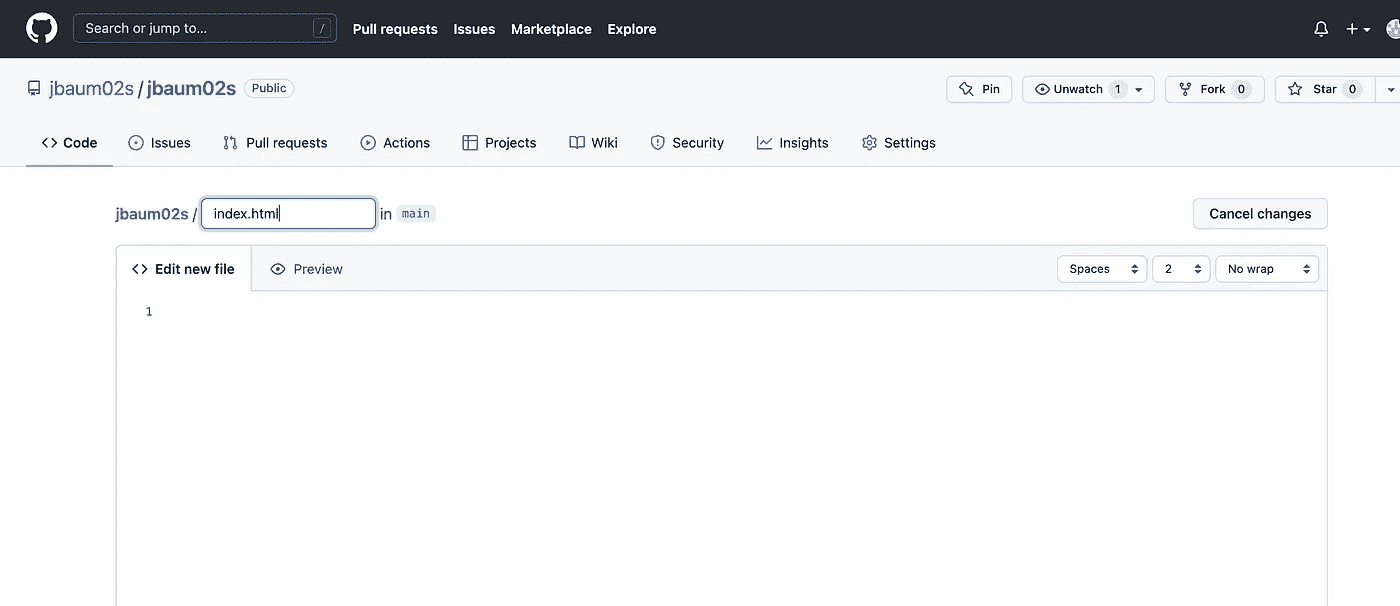 Search or jump to... / Pull requests Issues Marketplace Explore
jbaum02s / jbaum02s Public Pin Unwatch 1 Fork 0 Star 0
Code Issues Pull requests Actions Projects Wiki Security Insights Settings
jbaum02s / index.html in main Cancel changes
Edit new file Preview Spaces 2 No wrap
1